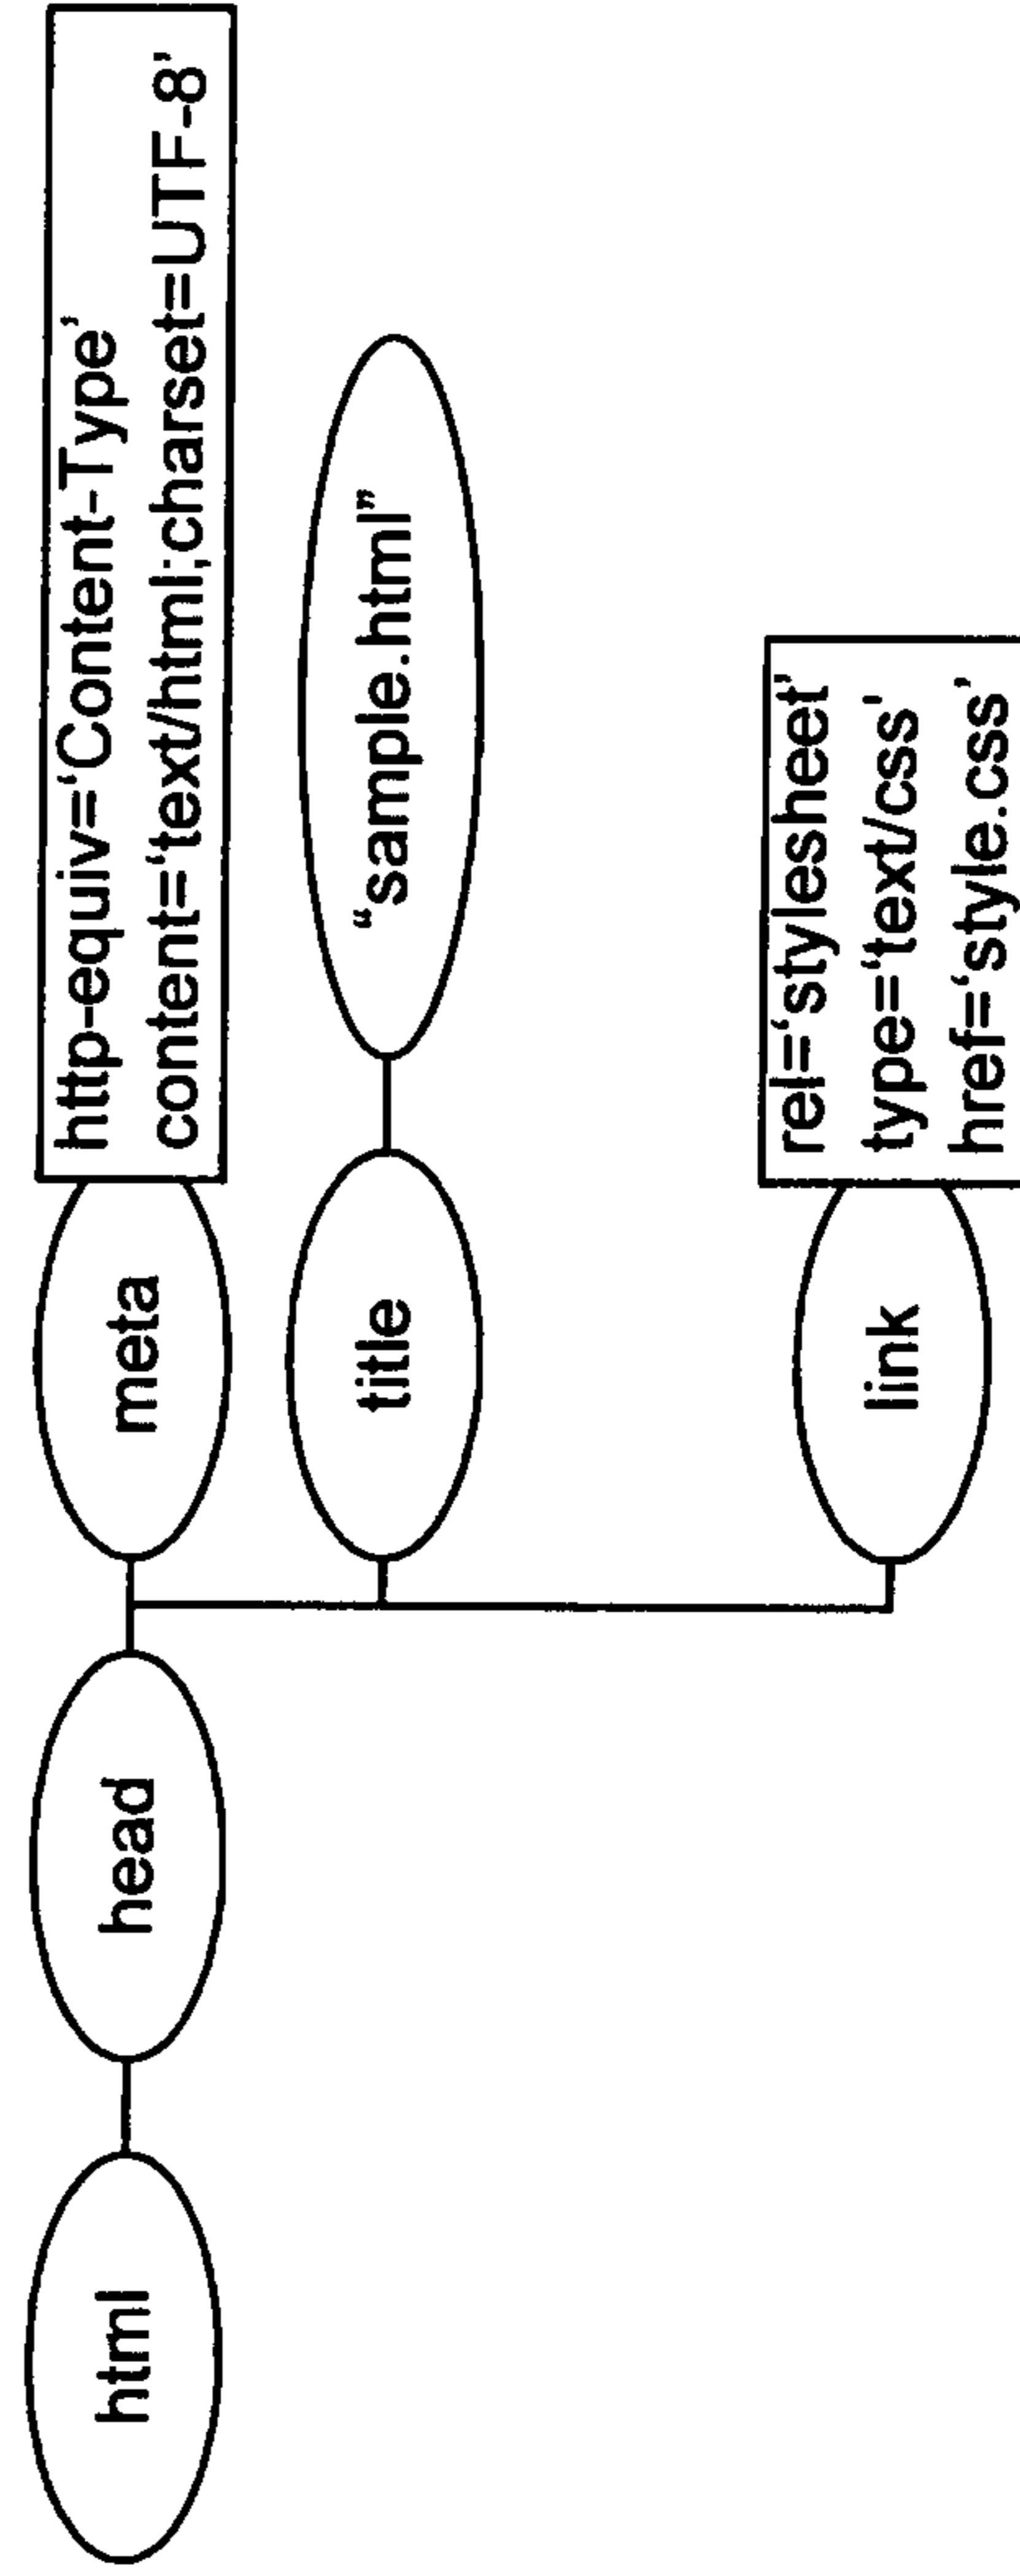 html
head
meta
http-equiv=‘Content-Type’
content=‘text/html;charset=UTF-8’
title
“sample.html”
link
rel=‘stylesheet’
type=‘text/css’
href=‘style.css’